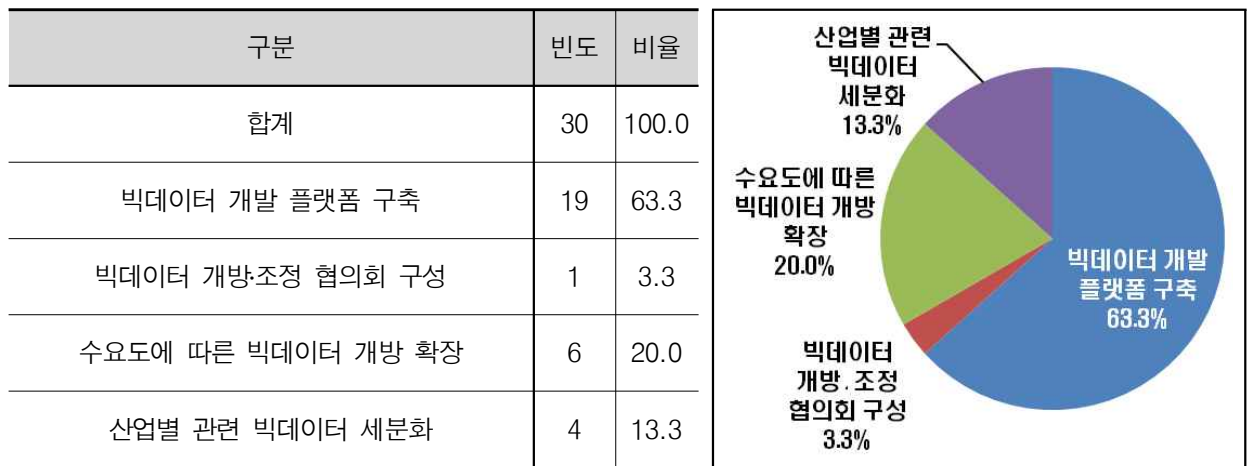 구분 빈도 비율
합계 30 100.0
빅데이터 개발 플랫폼 구축 19 63.3
빅데이터 개방·조정 협의회 구성 1 3.3
수요도에 따른 빅데이터 개방 확장 6 20.0
산업별 관련 빅데이터 세분화 4 13.3
산업별 관련
빅데이터
세분화
13.3%
수요도에 따른
빅데이터 개방
확장
20.0%
빅데이터 개발
플랫폼 구축
63.3%
빅데이터
개방.조정
협의회 구성
3.3%